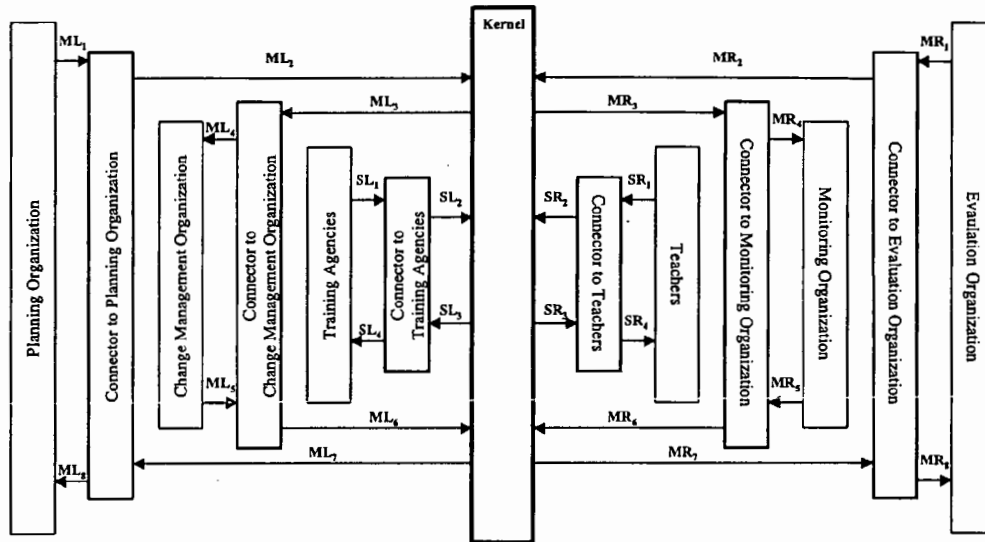 Kernel
ML1
ML2
MR2
MR1
ML3
MR3
ML4
MR4
SL1
SL2
SR2
SR1
SL3
SL4
SR3
SR4
ML5
MR5
ML6
MR6
ML7
MR7
ML8
MR8
Planning Organization
Connector to Planning Organization
Change Management Organization
Connector to
Change Management Organization
Training Agencies
Connector to
Training Agencies
Connector to Teachers
Teachers
Connector to Monitoring Organization
Monitoring Organization
Connector to Evaluation Organization
Evaulation Organization